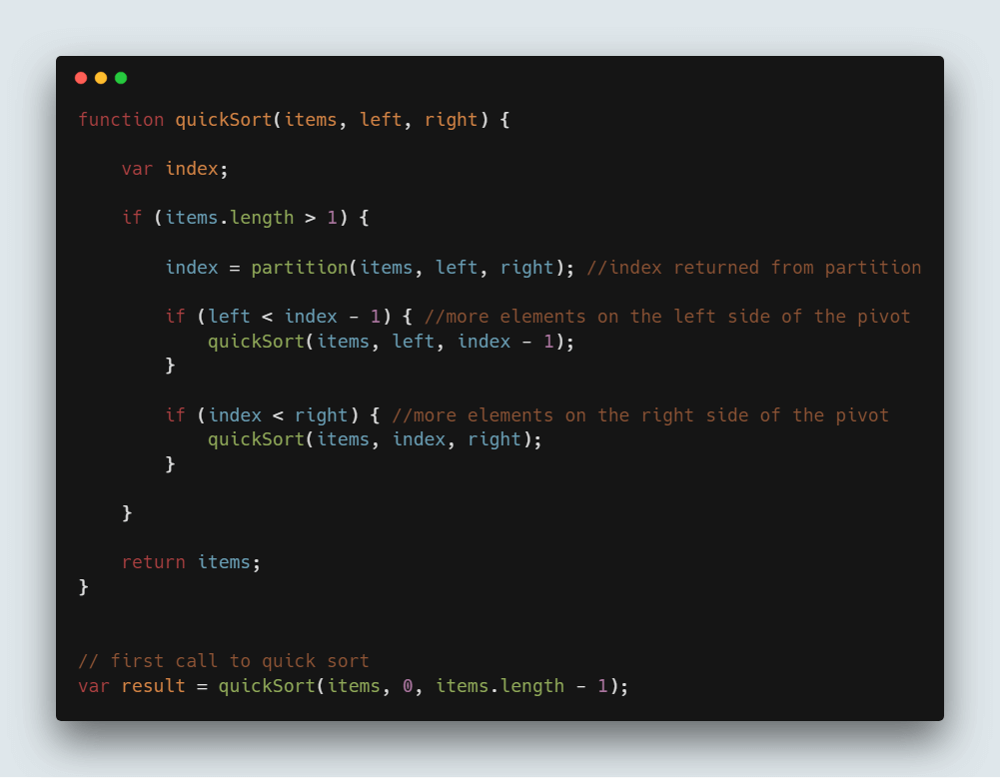 function quickSort(items, left, right) {
var index;
if (items.length > 1) {
index = partition(items, left, right); //index returned from partition
if (left < index - 1) { //more elements on the left side of the pivot
quickSort(items, left, index - 1);
}
if (index < right) { //more elements on the right side of the pivot
quickSort(items, index, right);
}
}
return items;
}
// first call to quick sort
var result = quickSort(items, 0, items.length - 1);